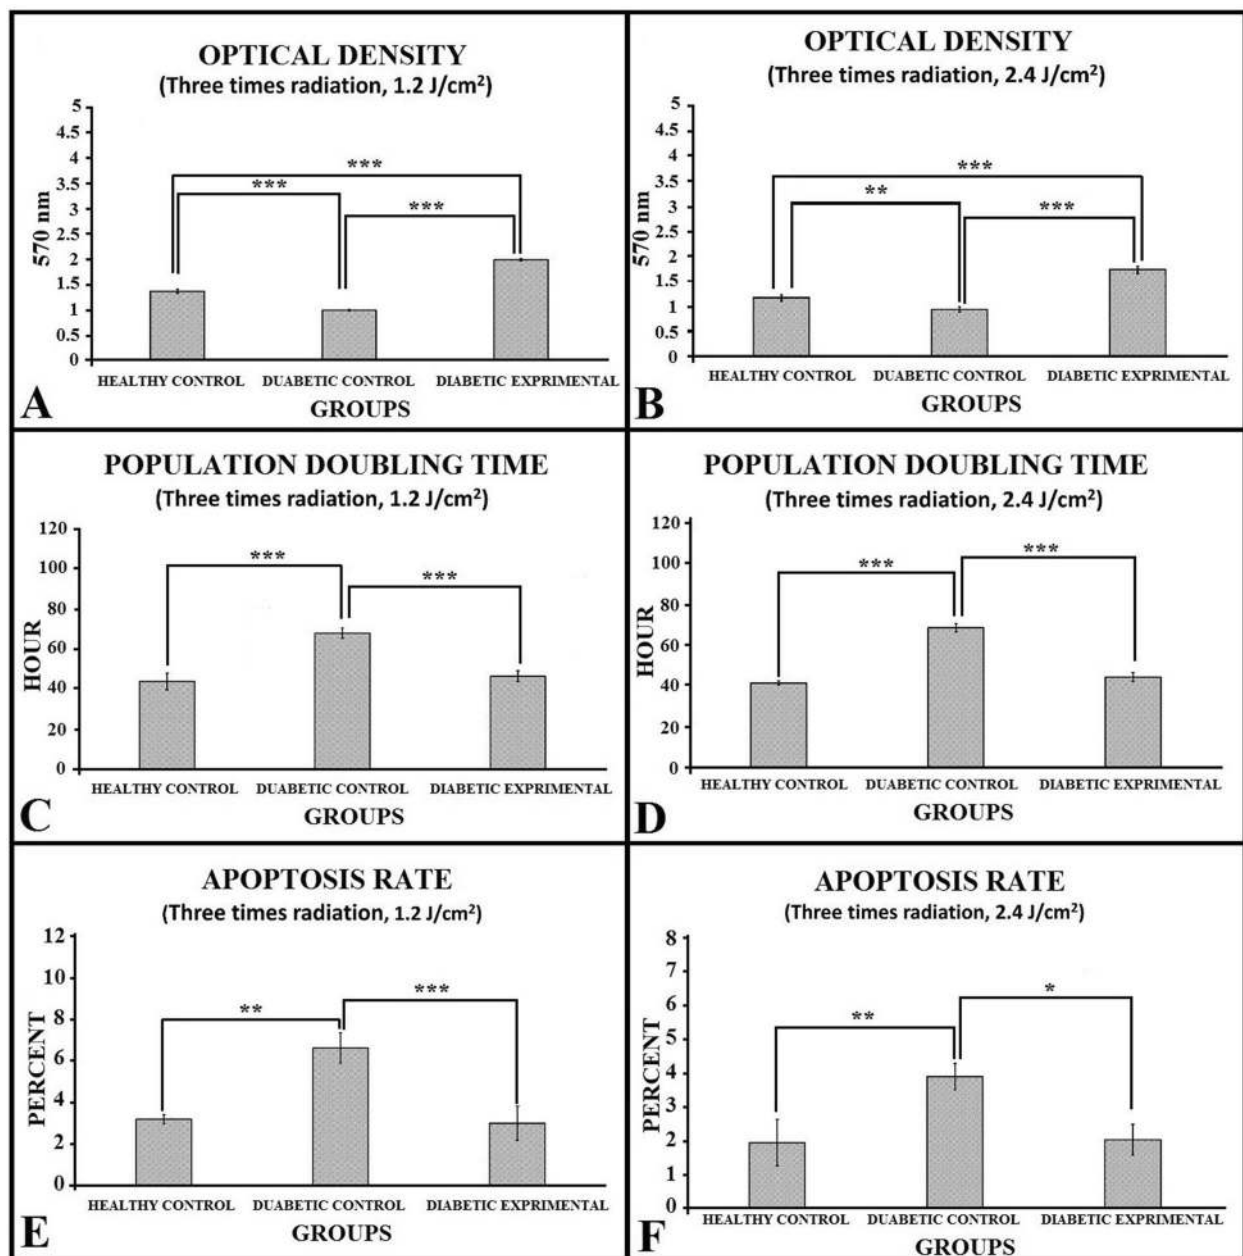 OPTICAL DENSITY
(Three times radiation, 1.2 J/cm²)
5
4.5
4
3.5
3
2.5
2
1.5
1
0.5
0
570 nm
***
***
***
HEALTHY CONTROL DUABETIC CONTROL DIABETIC EXPRIMENTAL
GROUPS
A
OPTICAL DENSITY
(Three times radiation, 2.4 J/cm²)
5
4.5
4
3.5
3
2.5
2
1.5
1
0.5
0
570 nm
***
**
***
HEALTHY CONTROL DUABETIC CONTROL DIABETIC EXPRIMENTAL
GROUPS
B
POPULATION DOUBLING TIME
(Three times radiation, 1.2 J/cm²)
120
100
80
60
40
20
0
HOUR
***
***
HEALTHY CONTROL DUABETIC CONTROL DIABETIC EXPRIMENTAL
GROUPS
C
POPULATION DOUBLING TIME
(Three times radiation, 2.4 J/cm²)
120
100
80
60
40
20
0
HOUR
***
***
HEALTHY CONTROL DUABETIC CONTROL DIABETIC EXPRIMENTAL
GROUPS
D
APOPTOSIS RATE
(Three times radiation, 1.2 J/cm²)
12
10
8
6
4
2
0
PERCENT
**
***
HEALTHY CONTROL DUABETIC CONTROL DIABETIC EXPRIMENTAL
GROUPS
E
APOPTOSIS RATE
(Three times radiation, 2.4 J/cm²)
8
7
6
5
4
3
2
1
0
PERCENT
**
*
HEALTHY CONTROL DUABETIC CONTROL DIABETIC EXPRIMENTAL
GROUPS
F